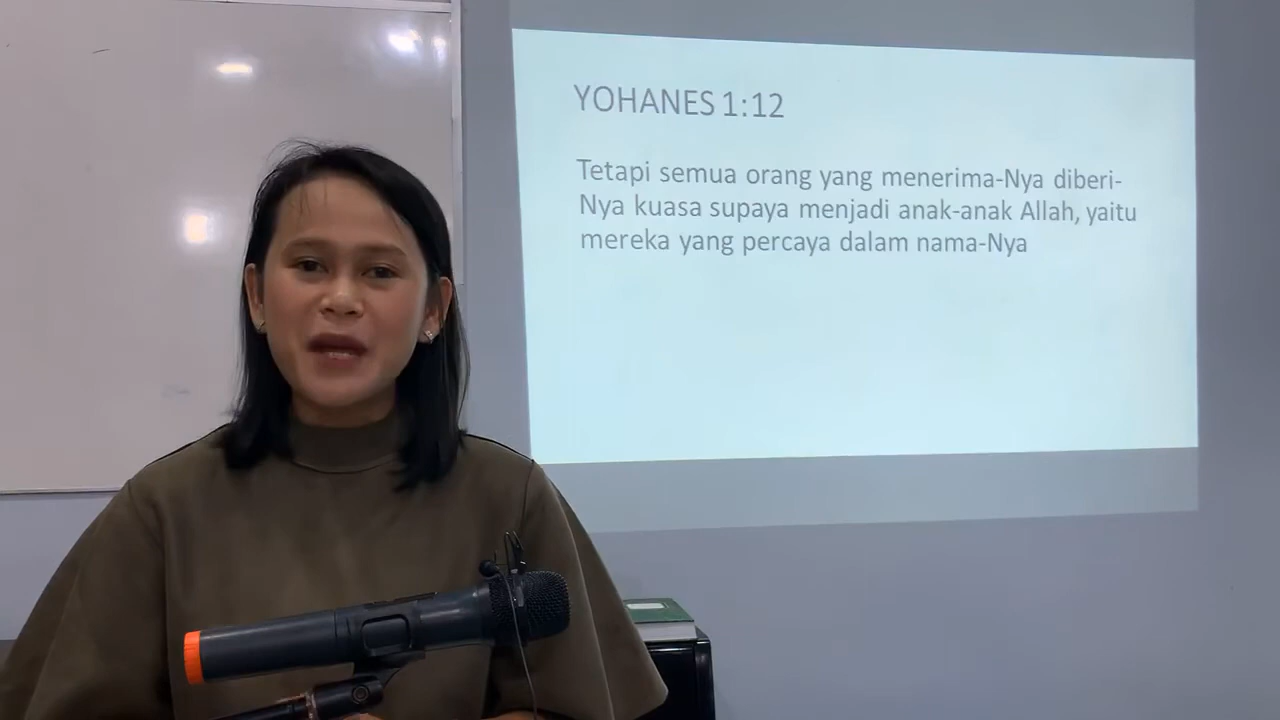 YOHANES 1:12
Tetapi semua orang yang menerima-Nya diberi-
Nya kuasa supaya menjadi anak-anak Allah, yaitu
mereka yang percaya dalam nama-Nya